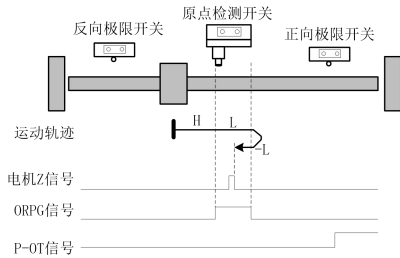 原点检测开关
反向极限开关
正向极限开关
运动轨迹
H
L
-L
电机Z信号
ORPG信号
P-OT信号